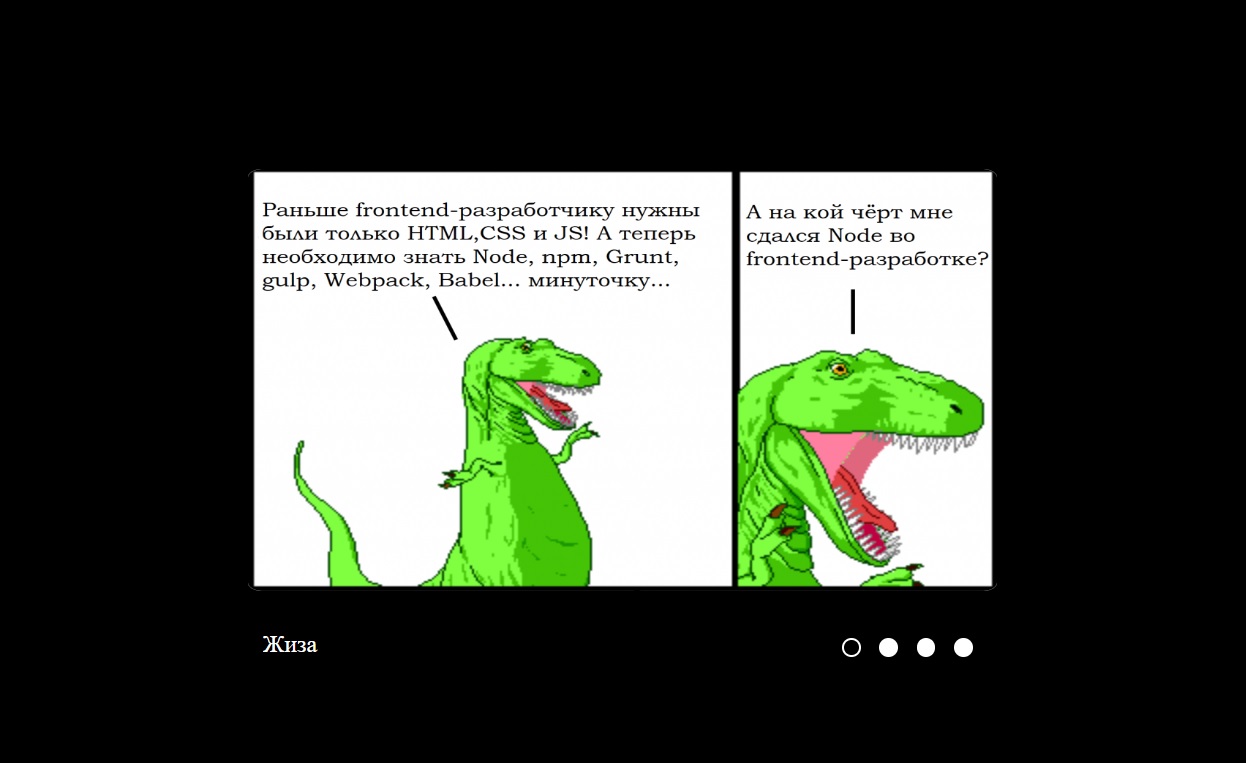 Раньше frontend-разработчику нужны
были только HTML,CSS и JS! А теперь
необходимо знать Node, npm, Grunt,
gulp, Webpack, Babel... минуточку...
А на кой чёрт мне
сдался Node во
frontend-разработке?
Жиза